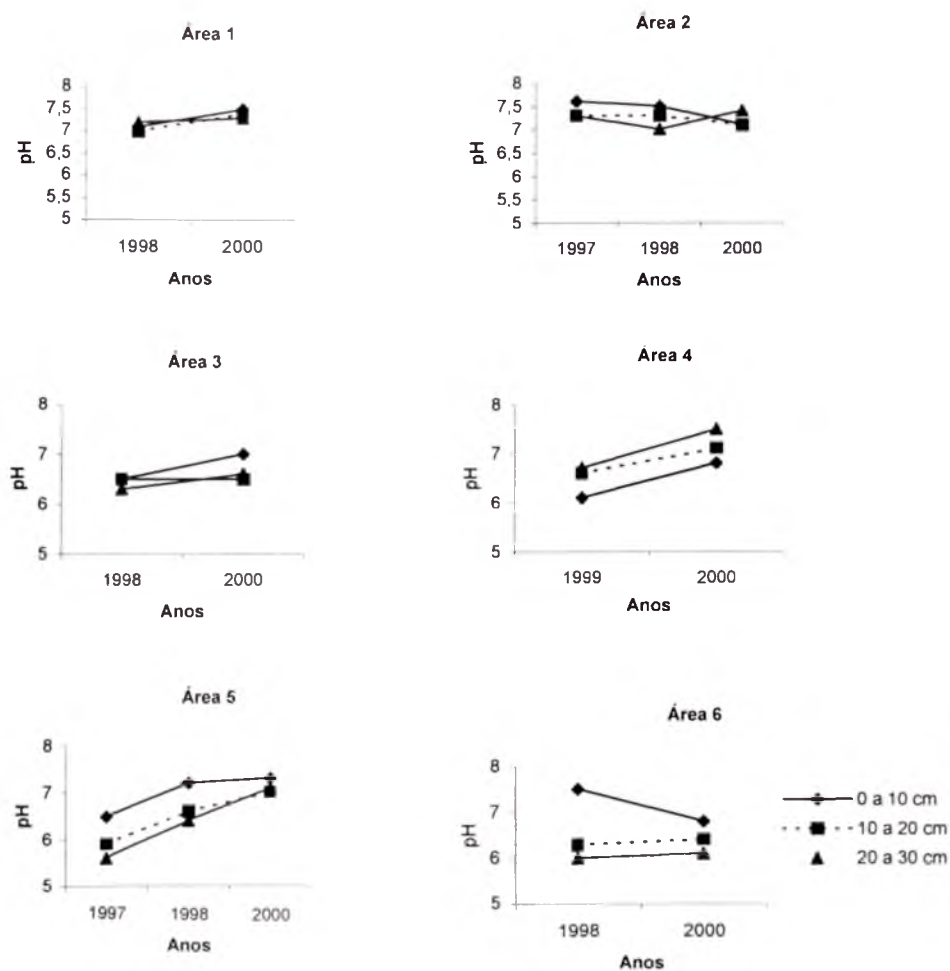 Área 1
8
7,5
7
6,5
6
5,5
5
pH
1998 2000
Anos
Área 2
8
7,5
7
6,5
6
5,5
5
pH
1997 1998 2000
Anos
Área 3
8
7
6
5
pH
1998 2000
Anos
Área 4
8
7
6
5
pH
1999 2000
Anos
Área 5
8
7
6
5
pH
1997 1998 2000
Anos
Área 6
8
7
6
5
pH
1998 2000
Anos
0 a 10 cm
10 a 20 cm
20 a 30 cm